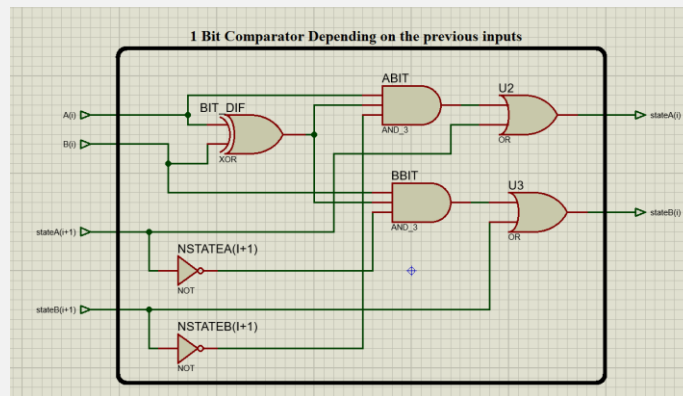 1 Bit Comparator Depending on the previous inputs
ABIT
U2
BIT_DIF
A(i)
stateA(i)
AND_3
OR
B(i)
XOR
BBIT
U3
stateB(i)
AND_3
stateA(i+1)
OR
NSTATEA(I+1)
NOT
stateB(i+1)
NSTATEB(I+1)
NOT